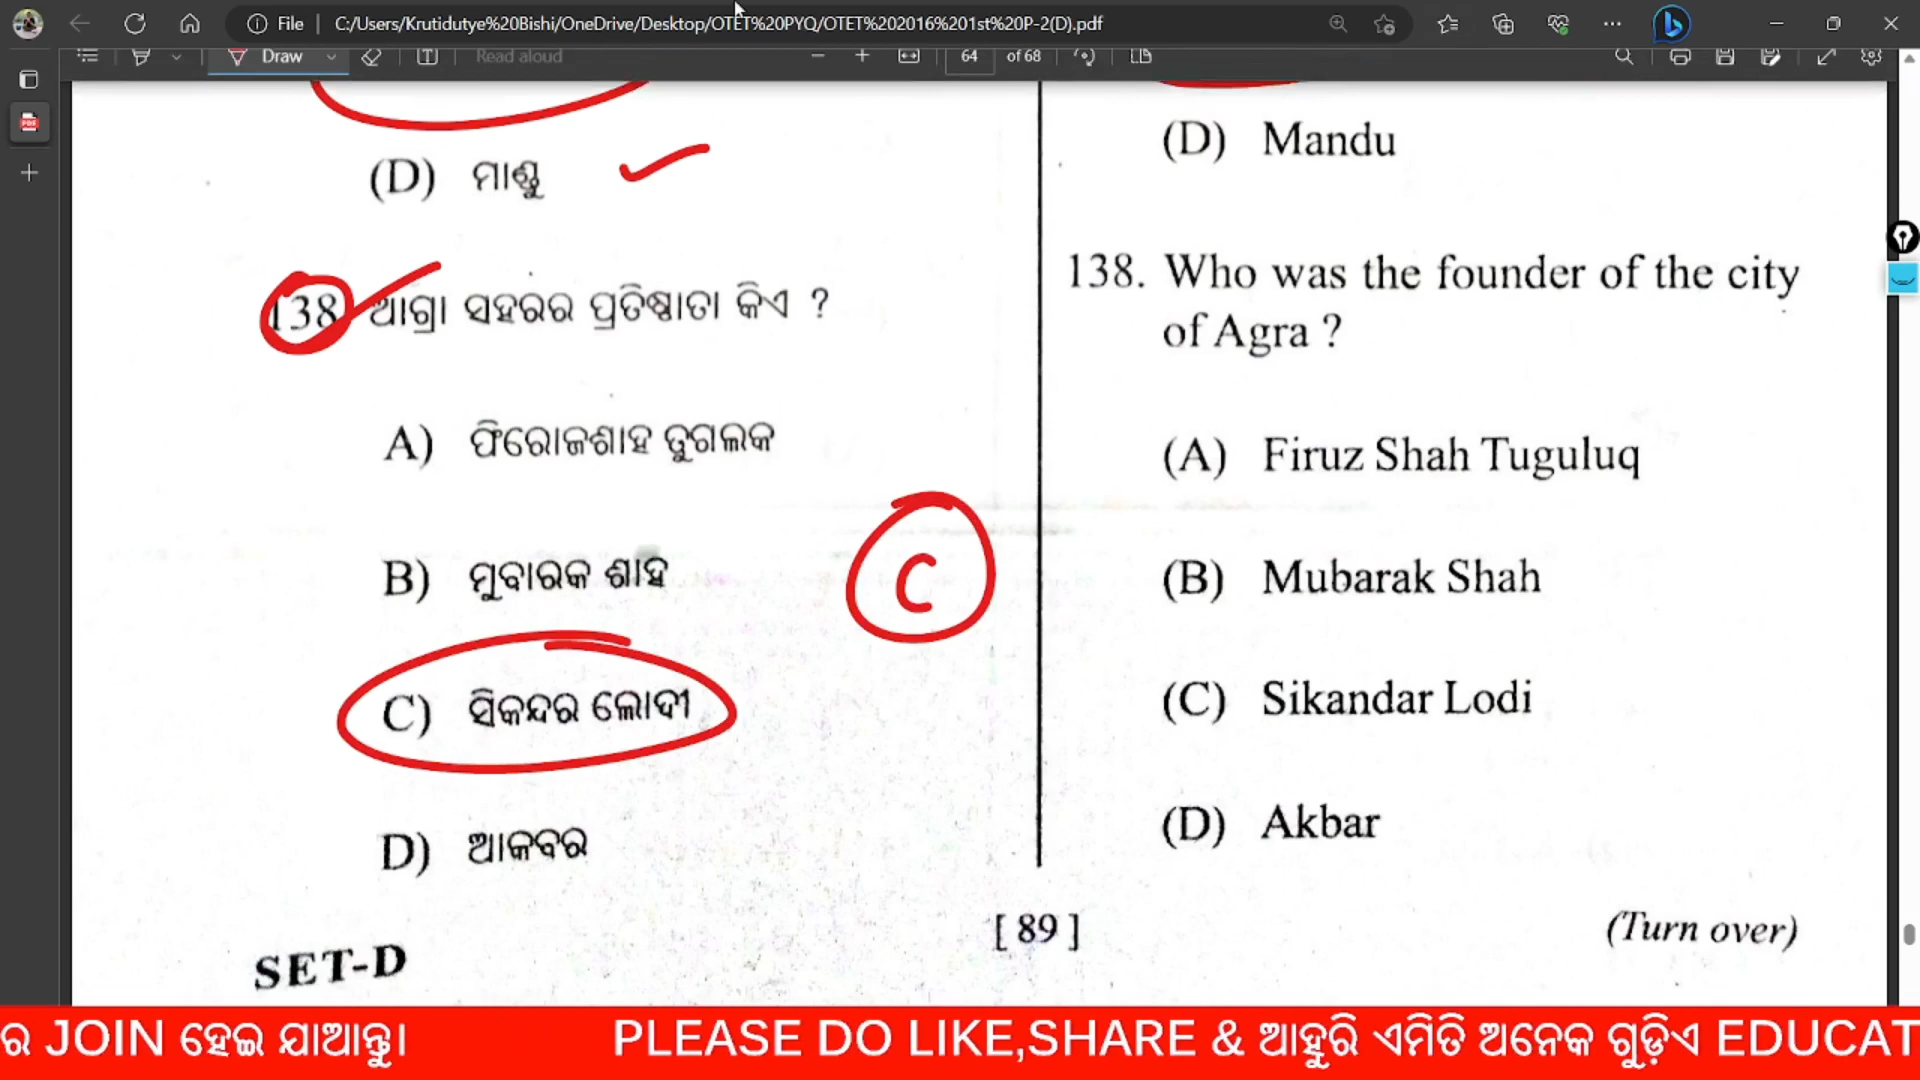 File
C:/Users/Krutidutye%20Bishi/OneDrive/Desktop/OTET%20PYQ/OTET%202016%201st%20P-2(D).pdf
Draw
Read aloud
64
of 68
(D) ମାଣ୍ଡୁ
138 ଆଗ୍ରା ସହରର ପ୍ରତିଷ୍ଠାତା କିଏ ?
A) ଫିରୋଜଶାହ ତୁଗଲକ
B) ମୁବାରକ ଶାହ
C
C) ସିକନ୍ଦର ଲୋଦୀ
D) ଆକବର
(D) Mandu
138. Who was the founder of the city
of Agra ?
(A) Firuz Shah Tuguluq
(B) Mubarak Shah
(C) Sikandar Lodi
(D) Akbar
[ 89 ]
(Turn over)
SET-D
ର JOIN ହେଇ ଯାଆନ୍ତୁ। PLEASE DO LIKE,SHARE & ଆହୁରି ଏମିତି ଅନେକ ଗୁଡ଼ିଏ EDUCAT